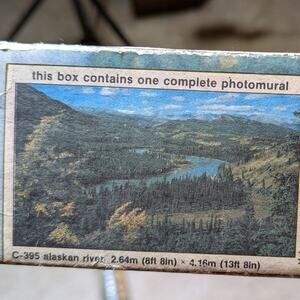 this box contains one complete photomural
C-395 alaskan river 2.64m (8ft 8in) × 4.16m (13ft 8in)